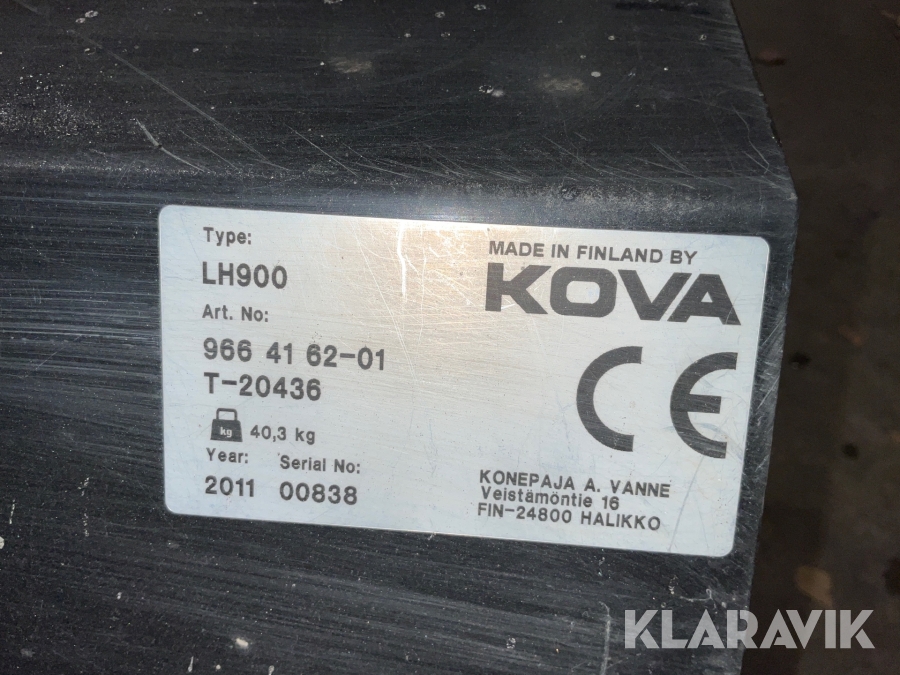 Type:
LH900
Art. No:
966 41 62-01
T-20436
kg 40,3 kg
Year: Serial No:
2011 00838
MADE IN FINLAND BY
KOVA
CE
KONEPAJA A. VANNE
Veistämöntie 16
FIN-24800 HALIKKO
KLARAVIK